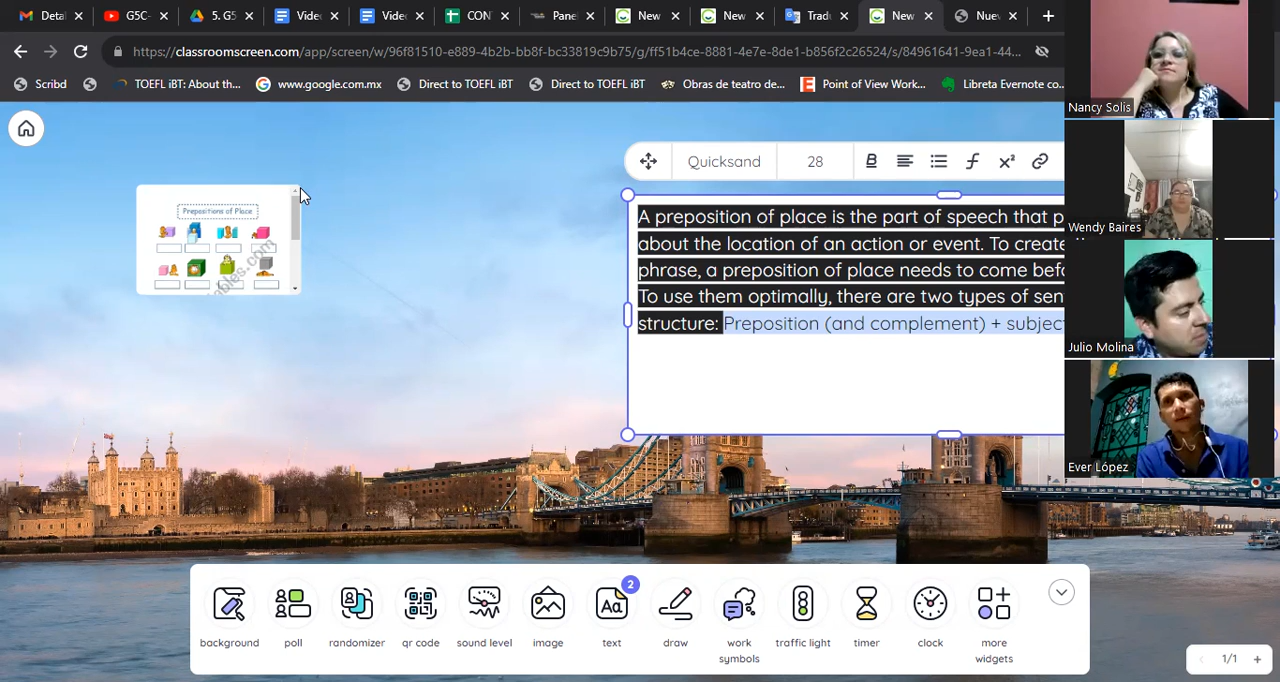 Detal
G5C-
5. G5
Video
Video
CON
Pane
New
New
Tradu
New
Nuev
https://classroomscreen.com/app/screen/w/96f81510-e889-4b2b-bb8f-bc33819c9b75/g/ff51b4ce-8881-4e7e-8de1-b856f2c26524/s/84961641-9ea1-44...
Scribd
TOEFL iBT: About th...
www.google.com.mx
Direct to TOEFL iBT
Direct to TOEFL iBT
Obras de teatro de...
Point of View Work...
Libreta Evernote co...
Nancy Solis
Wendy Baires
Julio Molina
Ever López
Quicksand 28
Prepositions of Place
A preposition of place is the part of speech that p
about the location of an action or event. To create
phrase, a preposition of place needs to come befo
To use them optimally, there are two types of sen
structure: Preposition (and complement) + subject
background
poll
randomizer
qr code
sound level
image
2
text
draw
work
symbols
traffic light
timer
clock
more
widgets
1/1